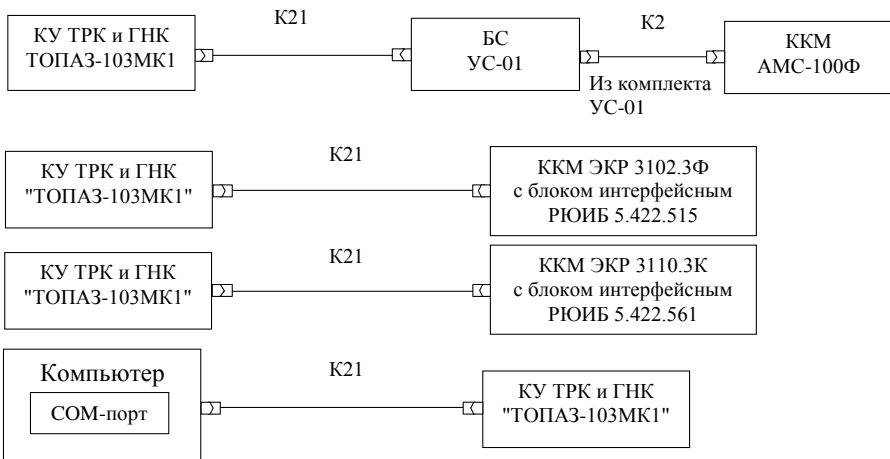 К21
К2
КУ ТРК и ГНК
ТОПАЗ-103МК1
БС
УС-01
ККМ
АМС-100Ф
Из комплекта
УС-01
К21
КУ ТРК и ГНК
"ТОПАЗ-103МК1"
ККМ ЭКР 3102.3Ф
с блоком интерфейсным
РЮИБ 5.422.515
К21
КУ ТРК и ГНК
"ТОПАЗ-103МК1"
ККМ ЭКР 3110.3К
с блоком интерфейсным
РЮИБ 5.422.561
К21
Компьютер
СОМ-порт
КУ ТРК и ГНК
"ТОПАЗ-103МК1"